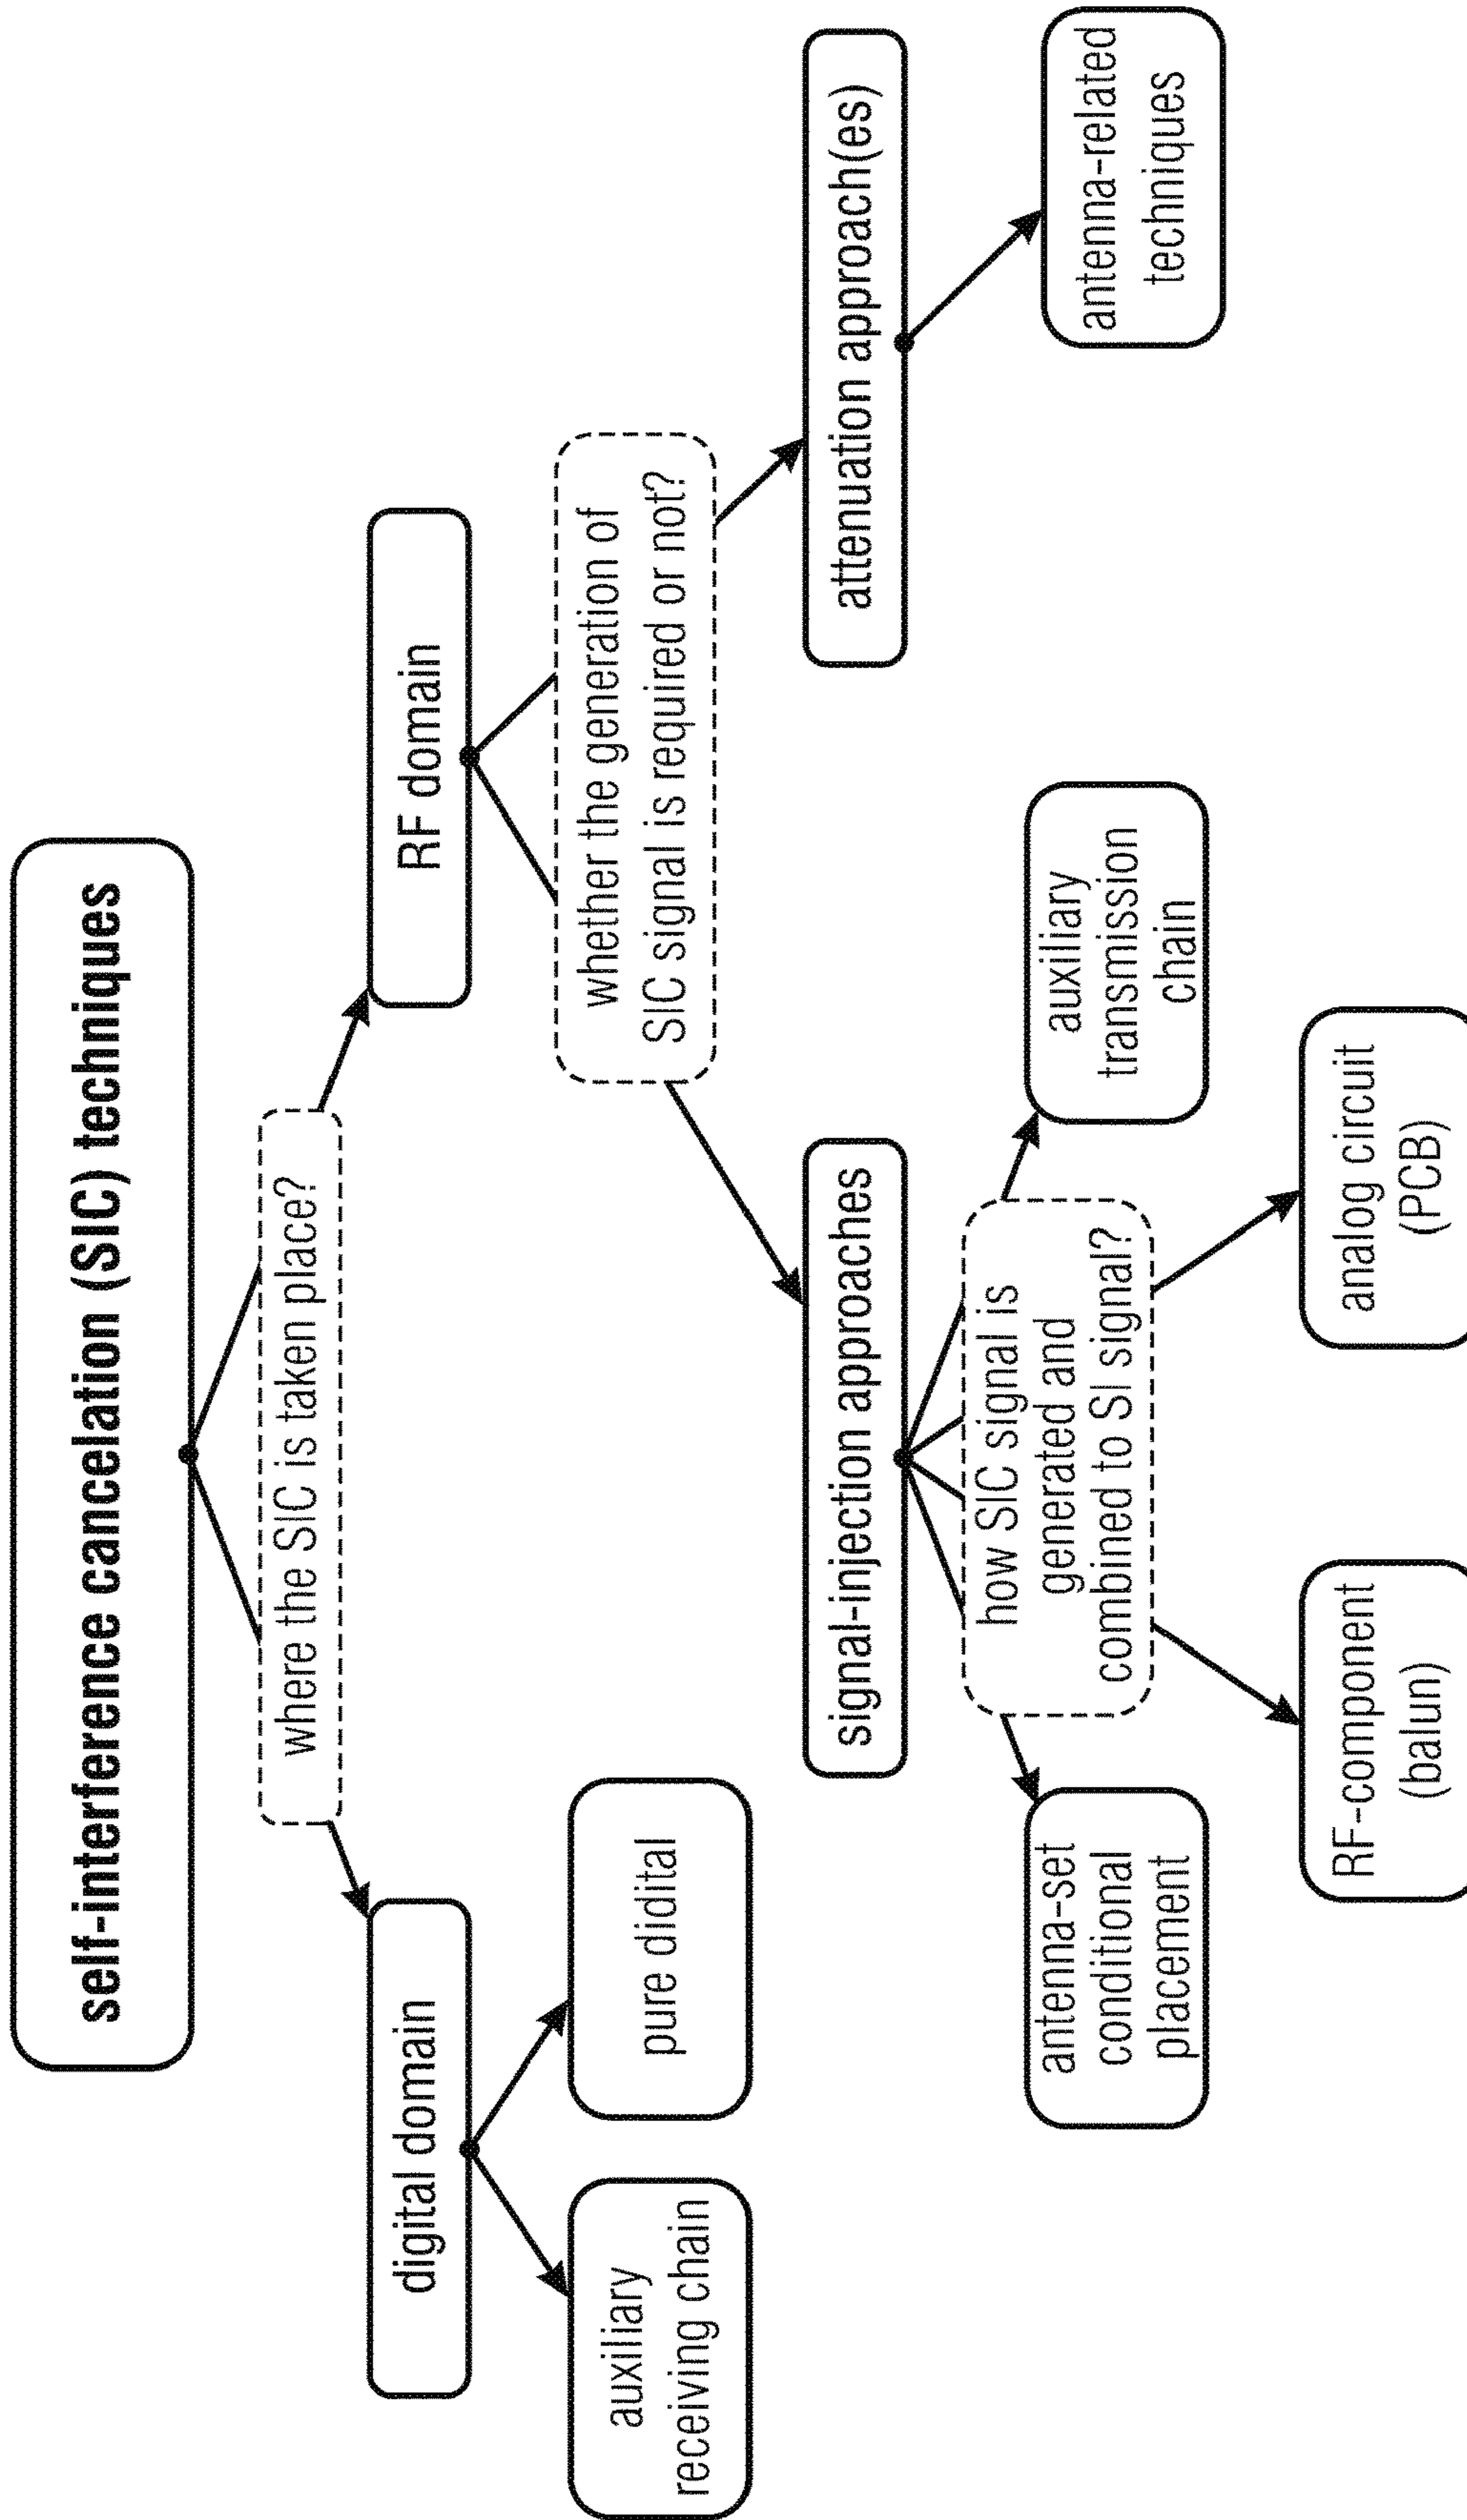 self-interference cancelation (SIC) techniques
where the SIC is taken place?
digital domain
RF domain
auxiliary
receiving chain
pure didital
whether the generation of
SIC signal is required or not?
signal-injection approaches
attenuation approach(es)
how SIC signal is
generated and
combined to SI signal?
antenna-set
conditional
placement
auxiliary
transmission
chain
antenna-related
techniques
RF-component
(balun)
analog circuit
(PCB)